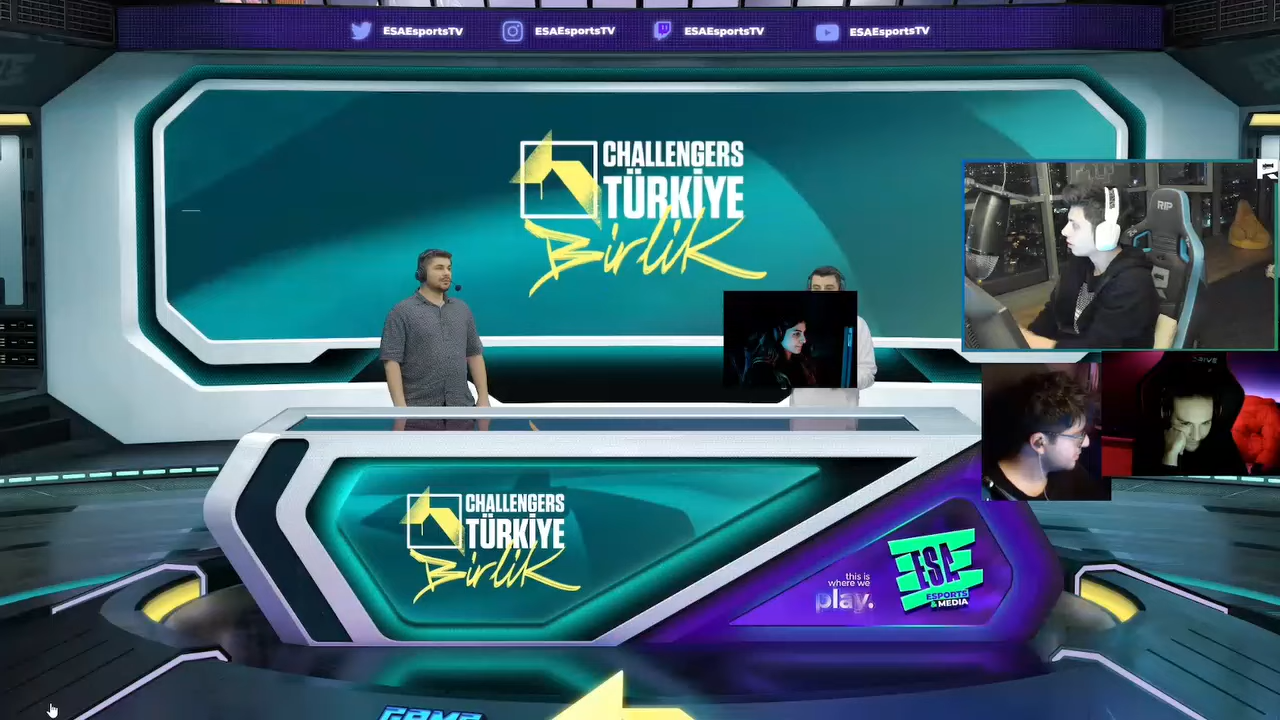 ESAEsportsTV
ESAEsportsTV
ESAEsportsTV
ESAEsportsTV
CHALLENGERS
TÜRKİYE
Birlik
RIP
CHALLENGERS
TÜRKİYE
Birlik
this is
where we
play.
ESA
ESPORTS
& MEDIA
GAME